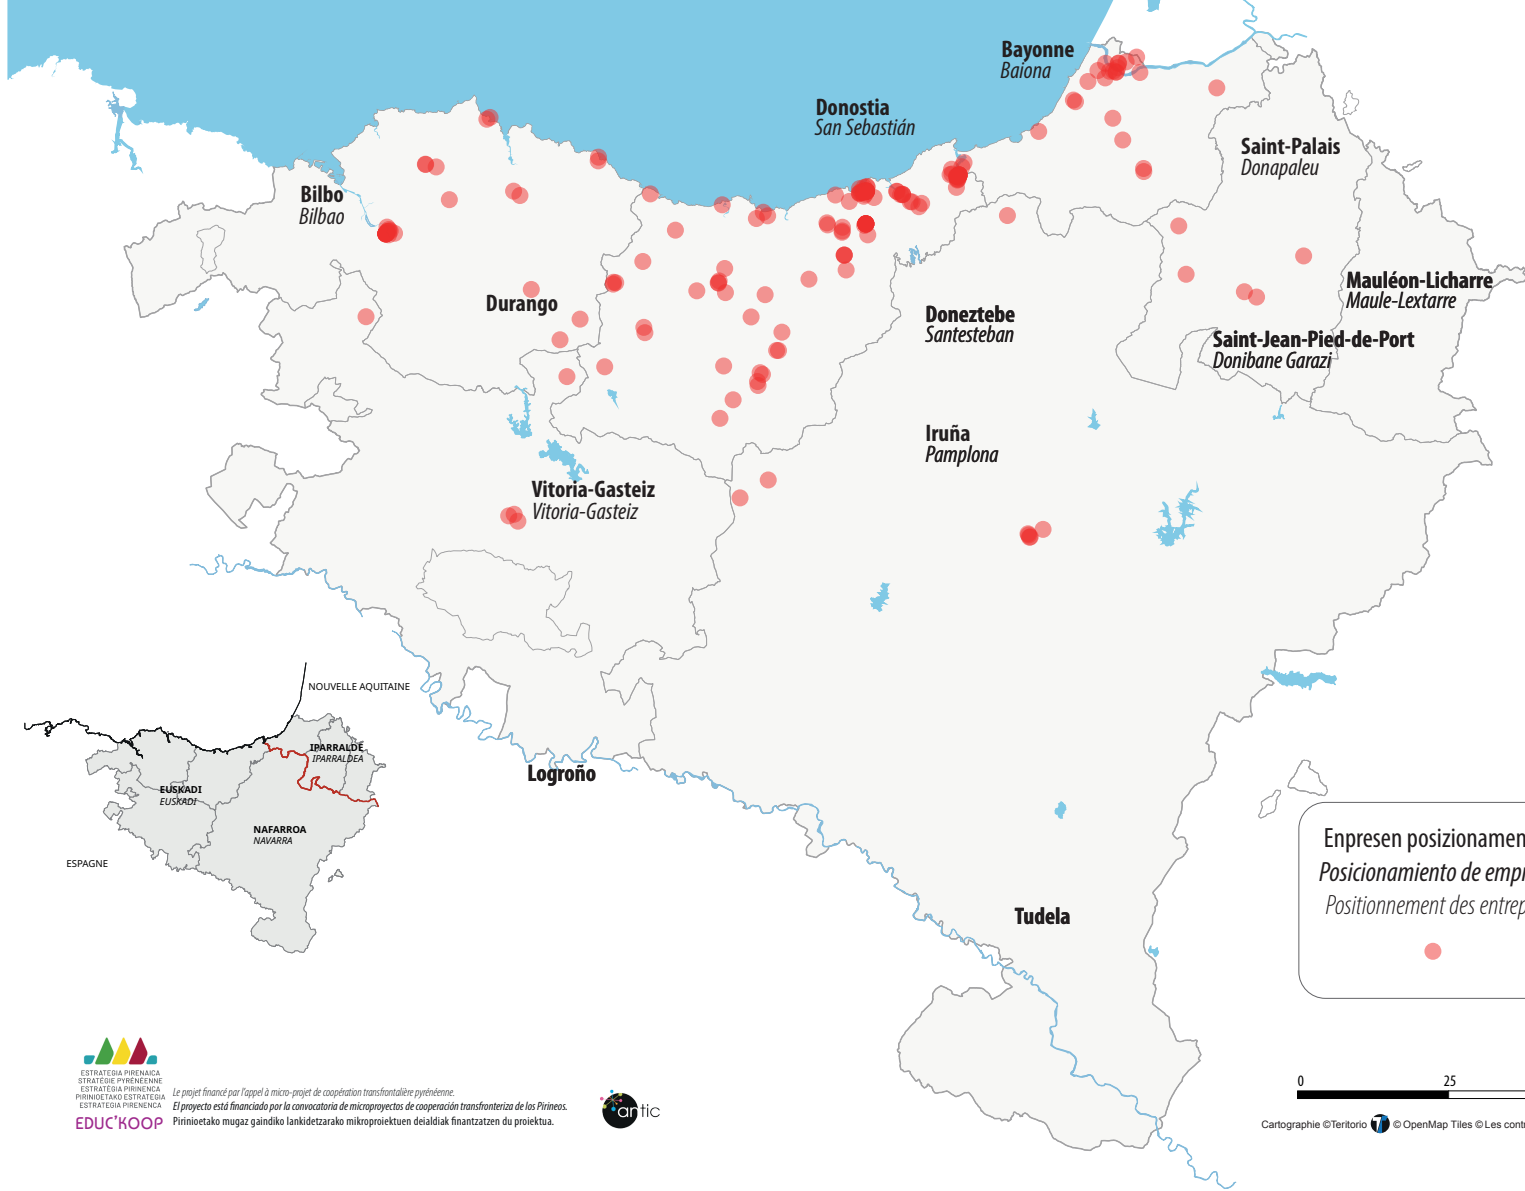 Bayonne
Baiona
Donostia
San Sebastián
Saint-Palais
Donapaleu
Bilbo
Bilbao
Mauléon-Licharre
Maule-Lextarre
Durango
Doneztebe
Santesteban
Saint-Jean-Pied-de-Port
Donibane Garazi
Iruña
Pamplona
Vitoria-Gasteiz
Vitoria-Gasteiz
NOUVELLE AQUITAINE
IPARRALDE
IPARRALDEA
EUSKADI
EUSKADI
NAFARROA
NAVARRA
ESPAGNE
Logroño
Tudela
Enpresen posizionamen
Posicionamiento de empr
Positionnement des entrep
0 25
Cartographie ©Teritorio T © OpenMap Tiles © Les contr
ESTRATEGIA PIRENAICA
STRATÉGIE PYRÉNÉENNE
ESTRATÈGIA PIRINENCA
PIRINIOETAKO ESTRATEGIA
ESTRATEGIA PIRENENCA
EDUC'KOOP
Le projet financé par l'appel à micro-projet de coopération transfrontalière pyrénéenne.
El proyecto está financiado por la convocatoria de microproyectos de cooperación transfronteriza de los Pirineos.
Pirinioetako mugaz gaindiko lankidetzarako mikroproiektuen deialdiak finantzatzen du proiektua.
artic